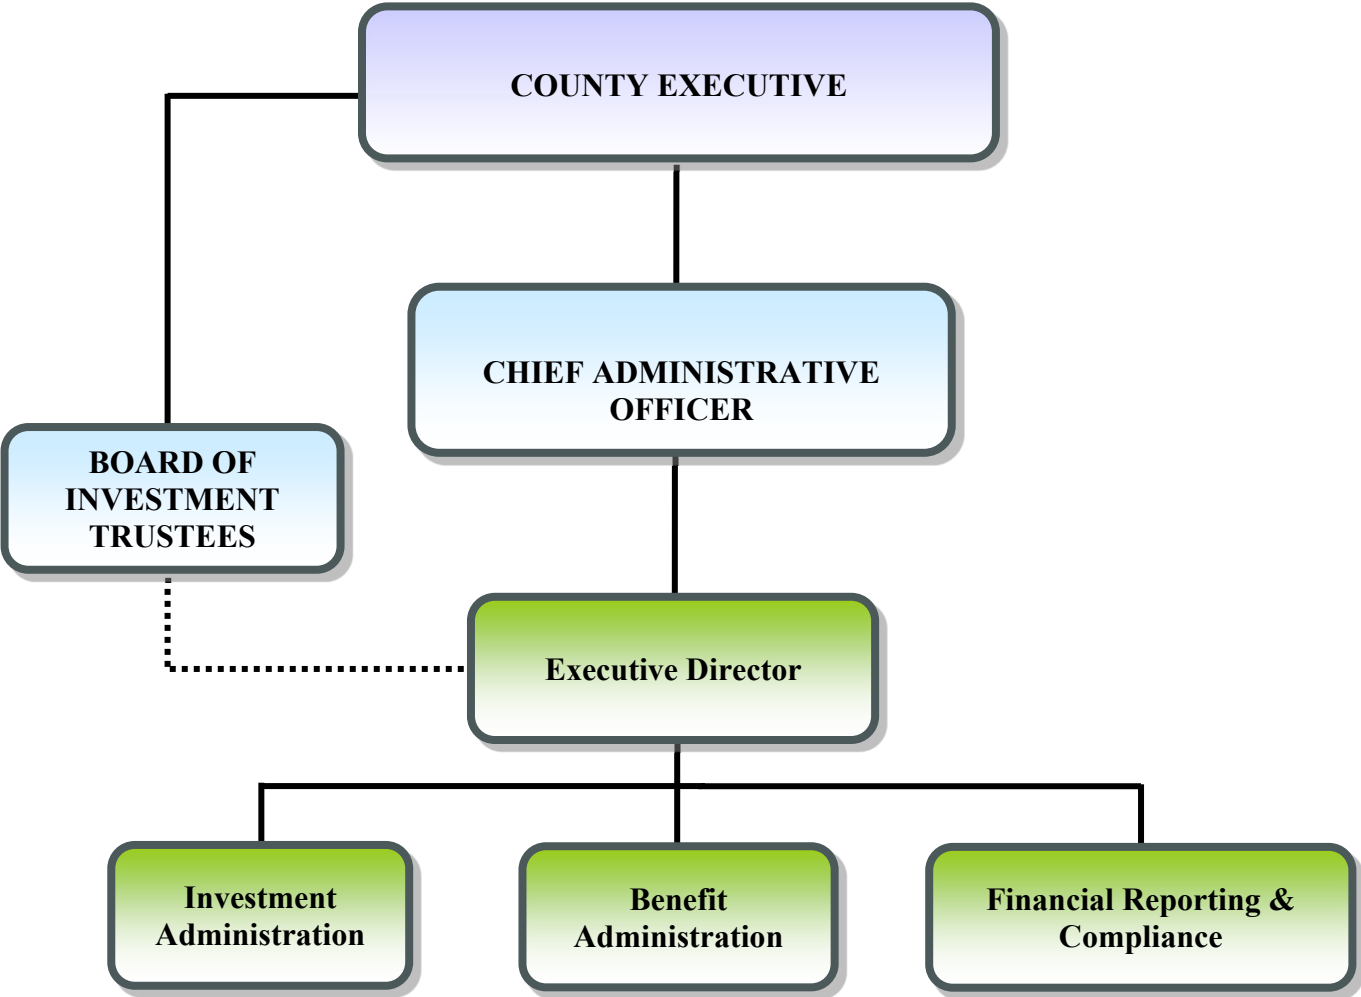 COUNTY EXECUTIVE
CHIEF ADMINISTRATIVE
OFFICER
BOARD OF
INVESTMENT
TRUSTEES
Executive Director
Investment
Administration
Benefit
Administration
Financial Reporting &
Compliance